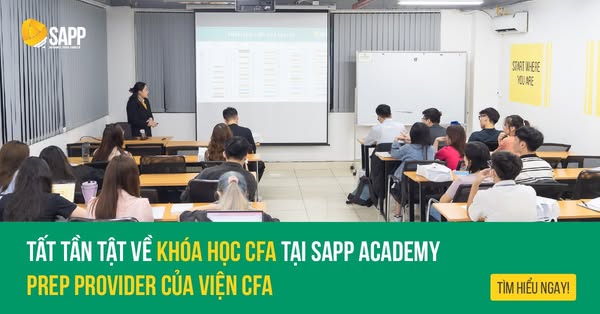 SAPP
START WHERE
YOU ARE
TẤT TẦN TẬT VỀ KHÓA HỌC CFA TẠI SAPP ACADEMY
PREP PROVIDER CỦA VIỆN CFA
TÌM HIỂU NGAY!